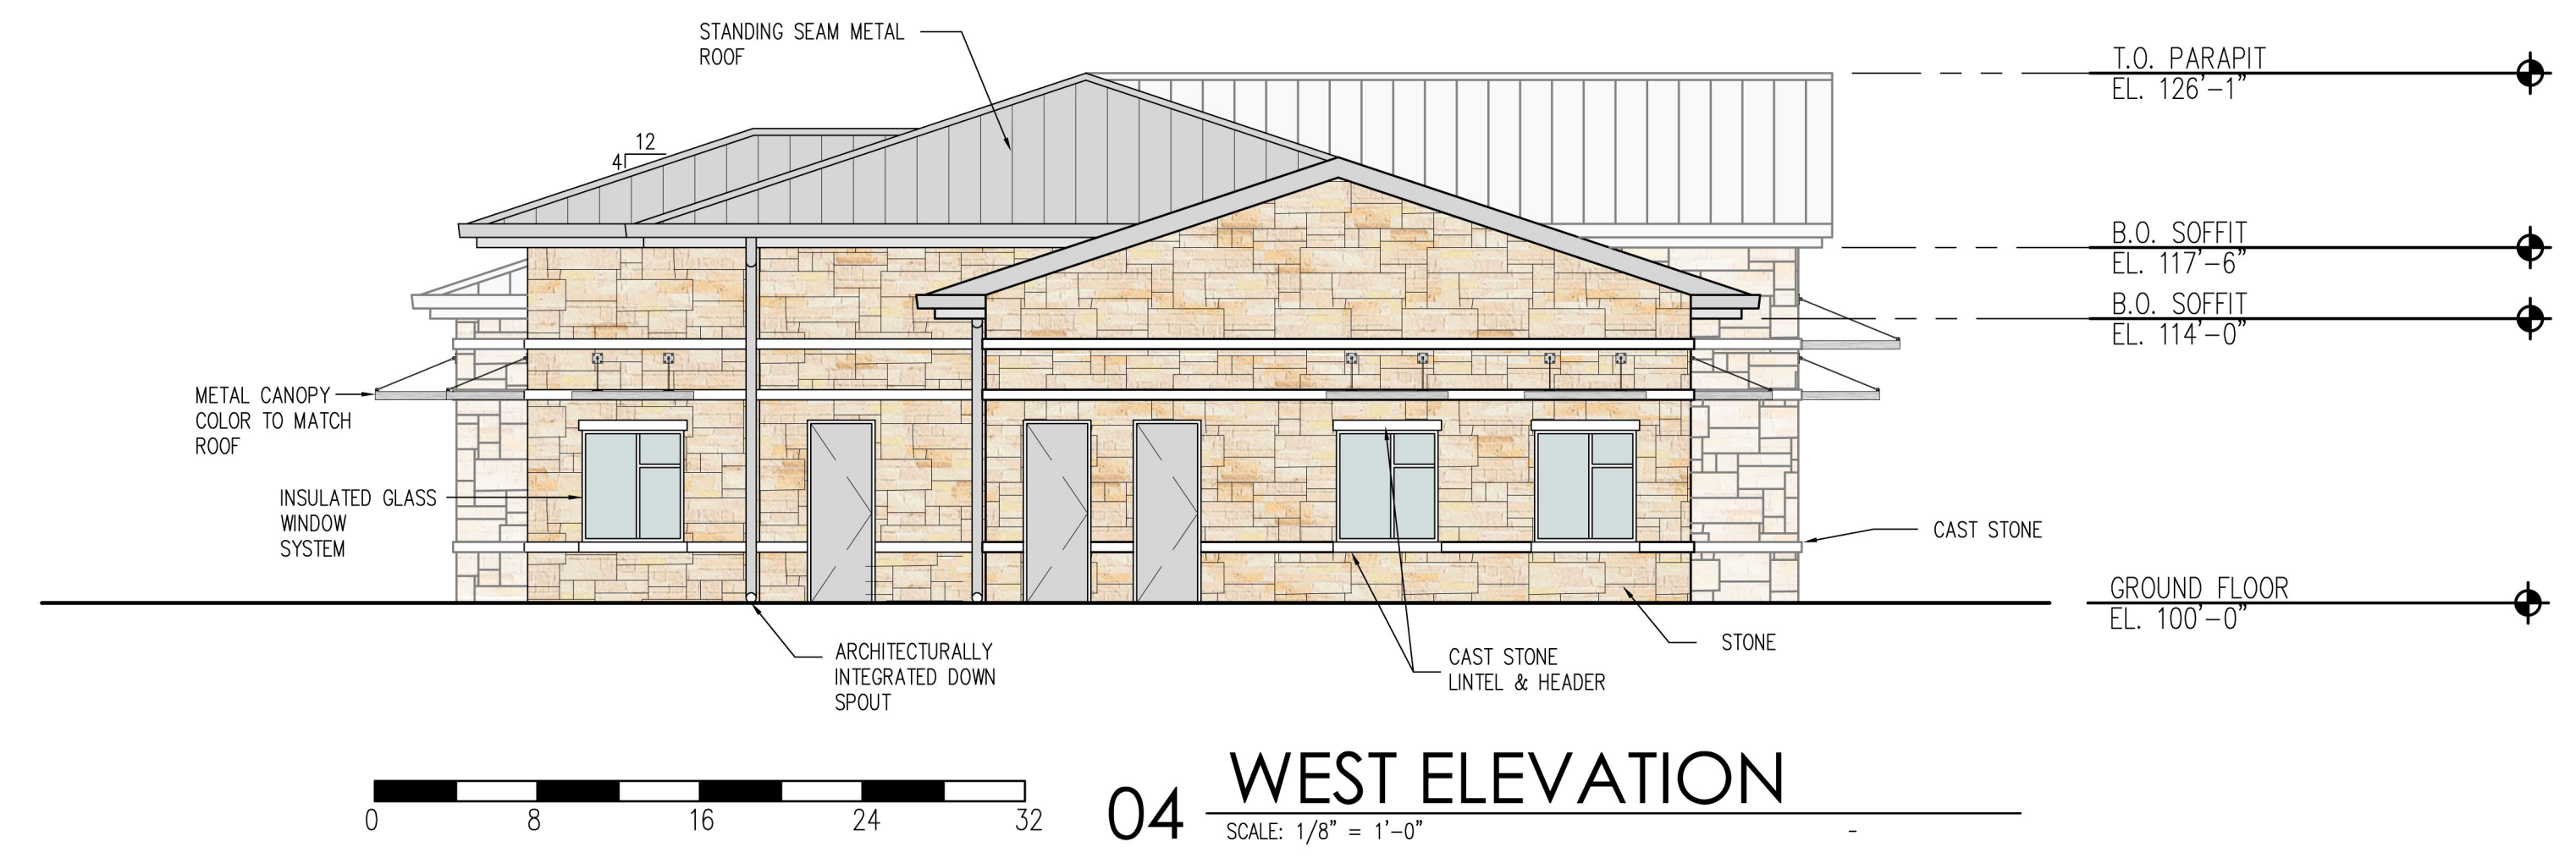 STANDING SEAM METAL
ROOF
12
4
T.O. PARAPIT
EL. 126'-1"
B.O. SOFFIT
EL. 117'-6"
B.O. SOFFIT
EL. 114'-0"
METAL CANOPY
COLOR TO MATCH
ROOF
INSULATED GLASS
WINDOW
SYSTEM
CAST STONE
GROUND FLOOR
EL. 100'-0"
ARCHITECTURALLY
INTEGRATED DOWN
SPOUT
CAST STONE
LINTEL & HEADER
STONE
0 8 16 24 32
04
WEST ELEVATION
SCALE: 1/8" = 1'-0"
-